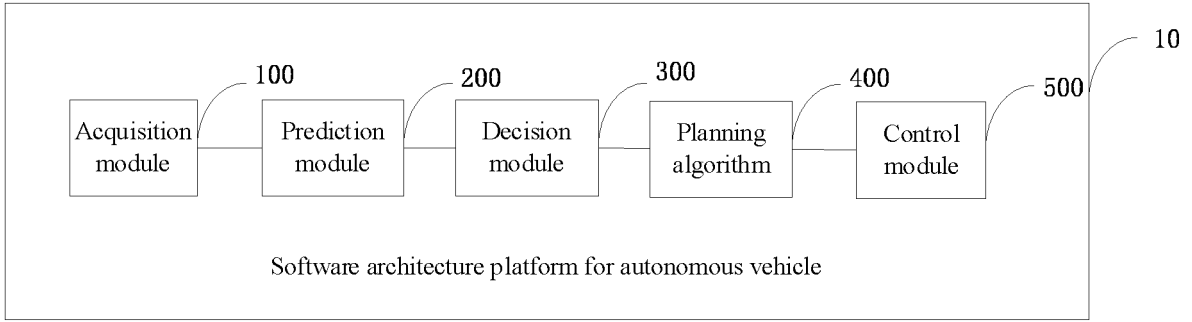 10
100
200
300
400
500
Acquisition
module
Prediction
module
Decision
module
Planning
algorithm
Control
module
Software architecture platform for autonomous vehicle